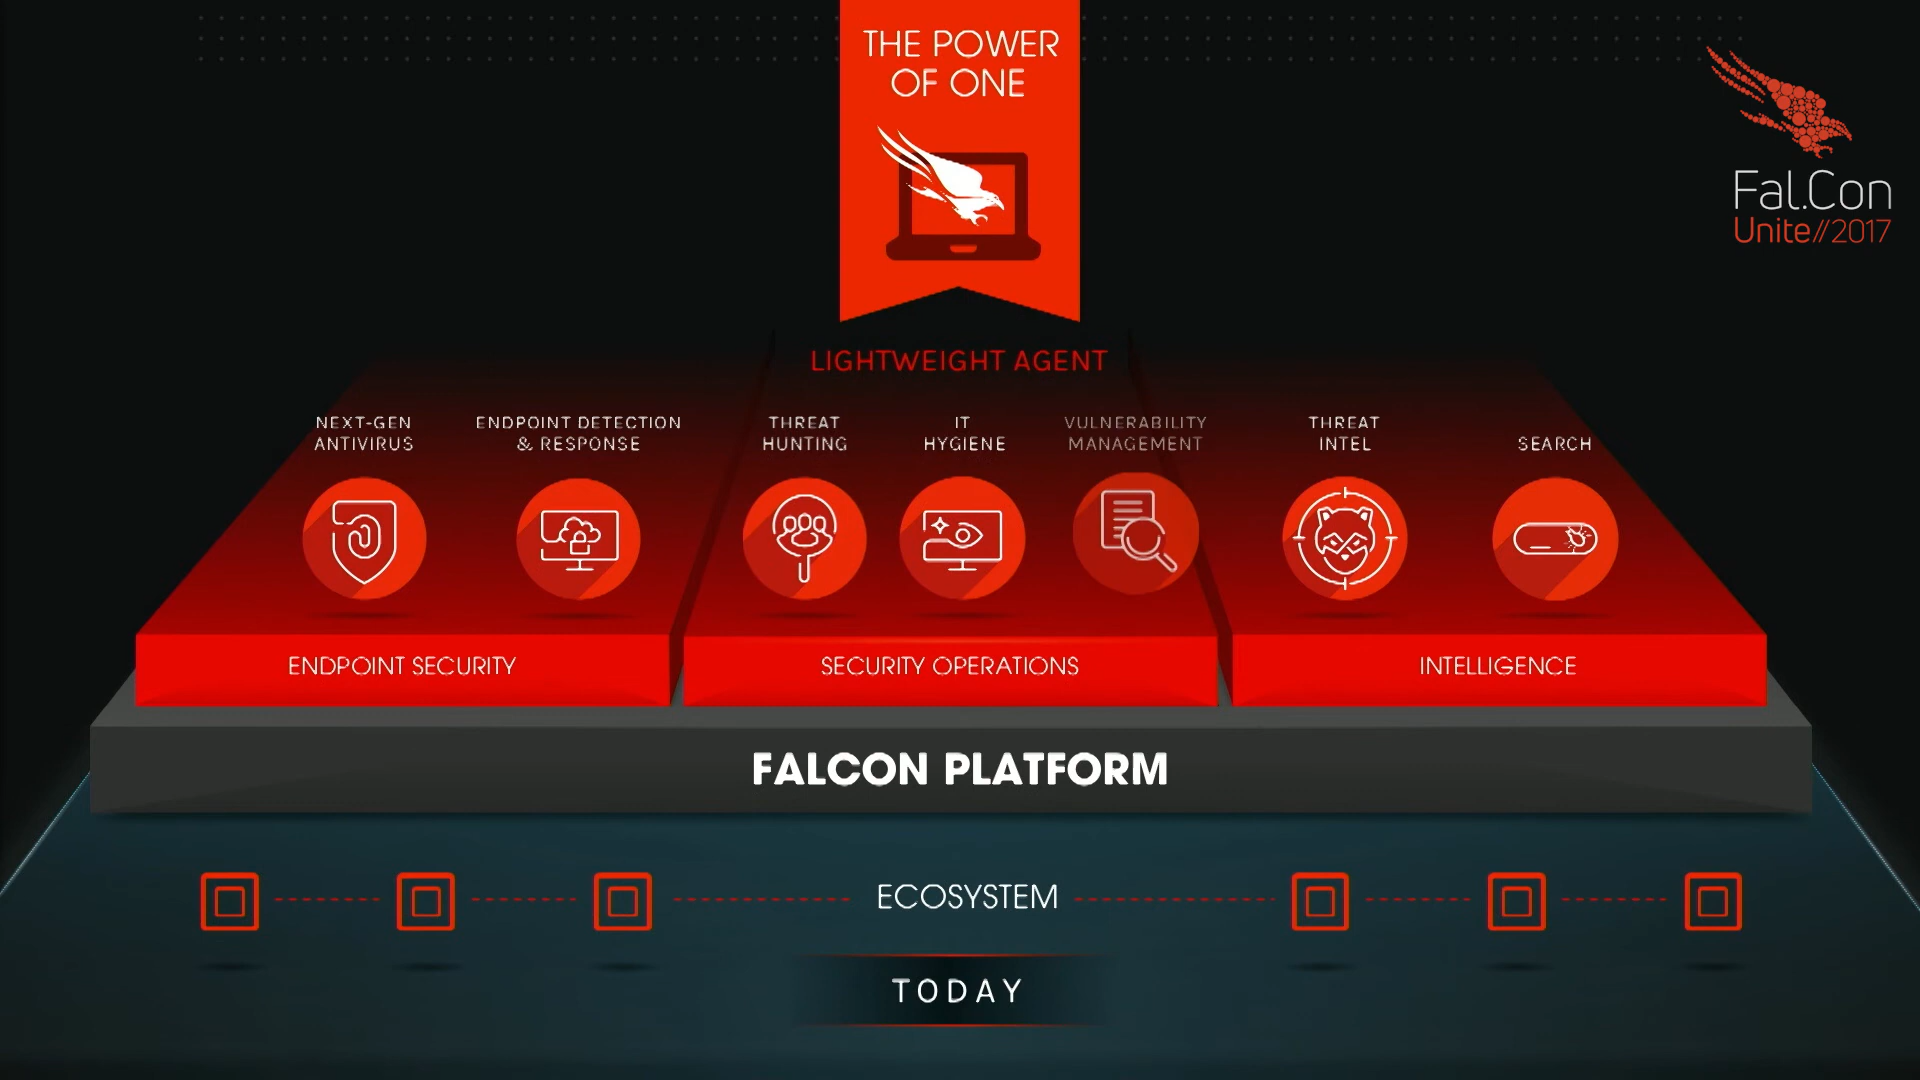 THE POWER
OF ONE
Fal.Con
Unite//2017
LIGHTWEIGHT AGENT
NEXT-GEN
ANTIVIRUS
ENDPOINT DETECTION
& RESPONSE
THREAT
HUNTING
IT
HYGIENE
VULNERABILITY
MANAGEMENT
THREAT
INTEL
SEARCH
ENDPOINT SECURITY
SECURITY OPERATIONS
INTELLIGENCE
FALCON PLATFORM
ECOSYSTEM
TODAY